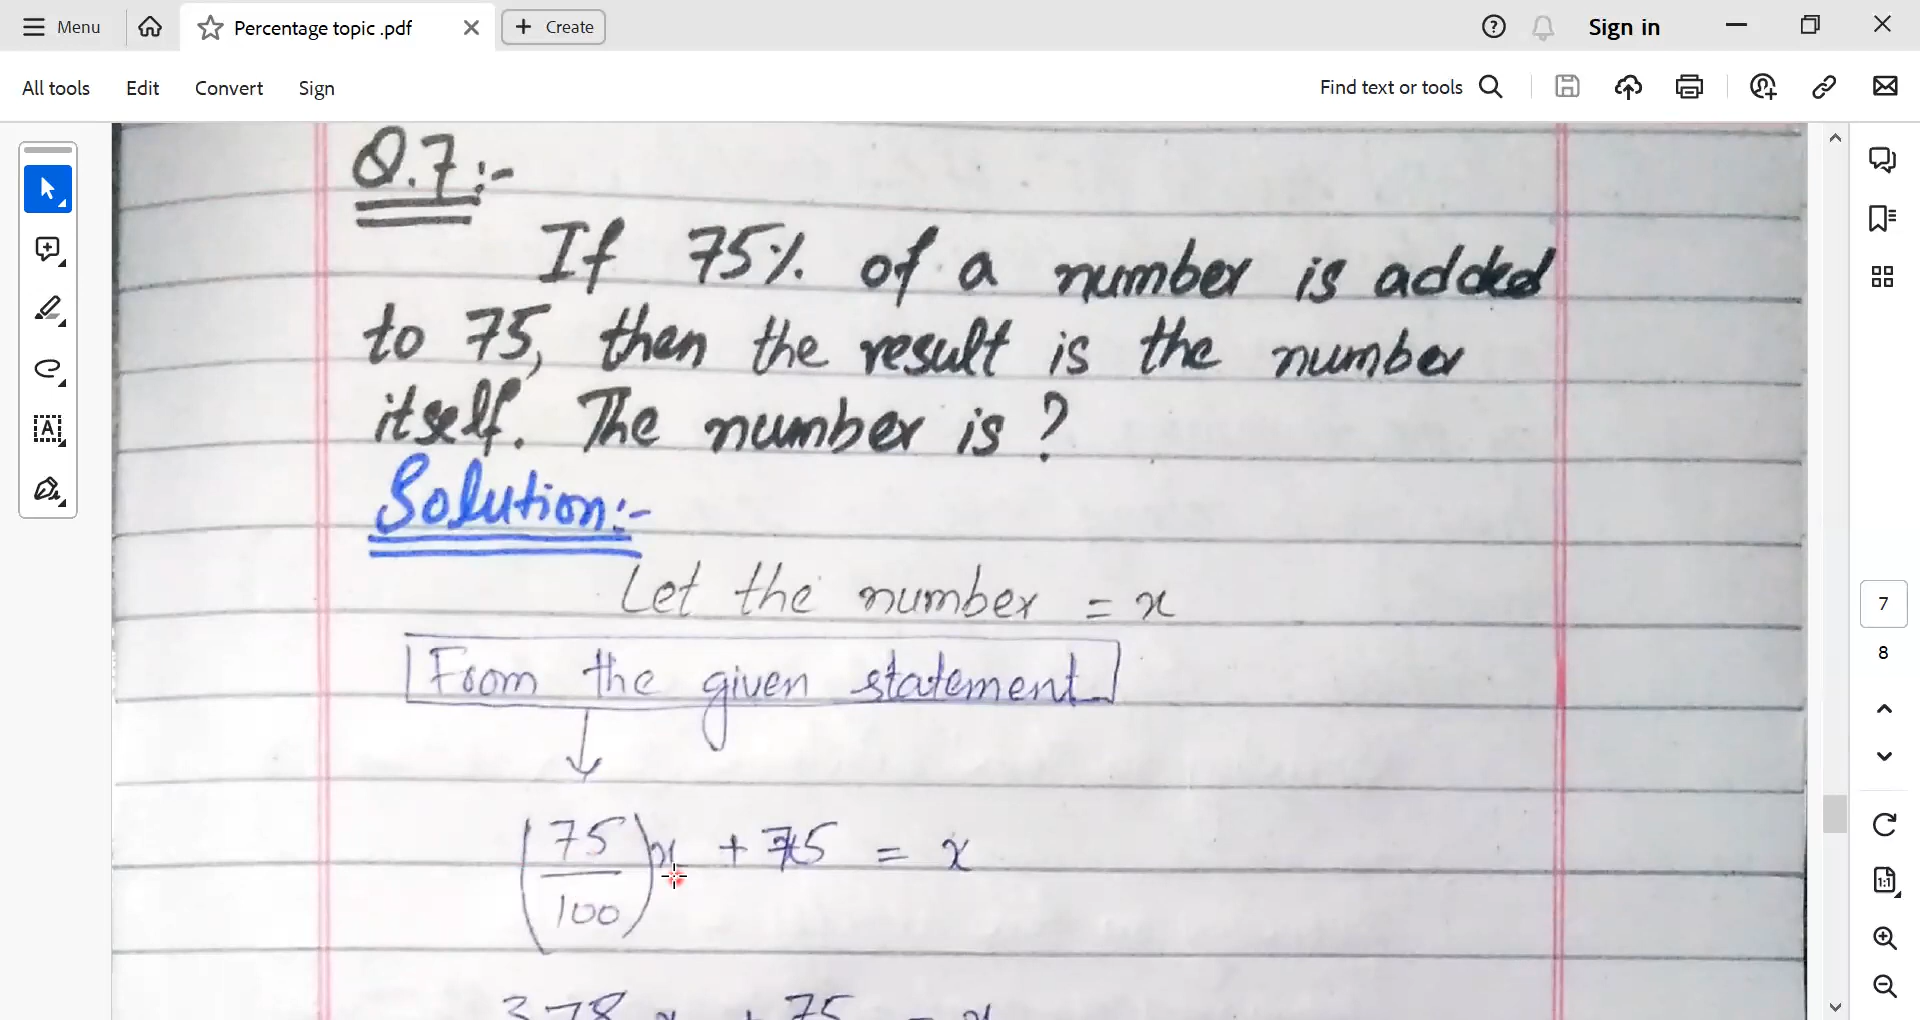 Menu
Percentage topic .pdf
Create
Sign in
All tools
Edit
Convert
Sign
Find text or tools
Q.7:-
If 75% of a number is added
to 75, then the result is the number
itself. The number is ?
Solution:-
Let the number = x
From the given statement
(75/100)x + 75 = x
+ 75 = x
7
8